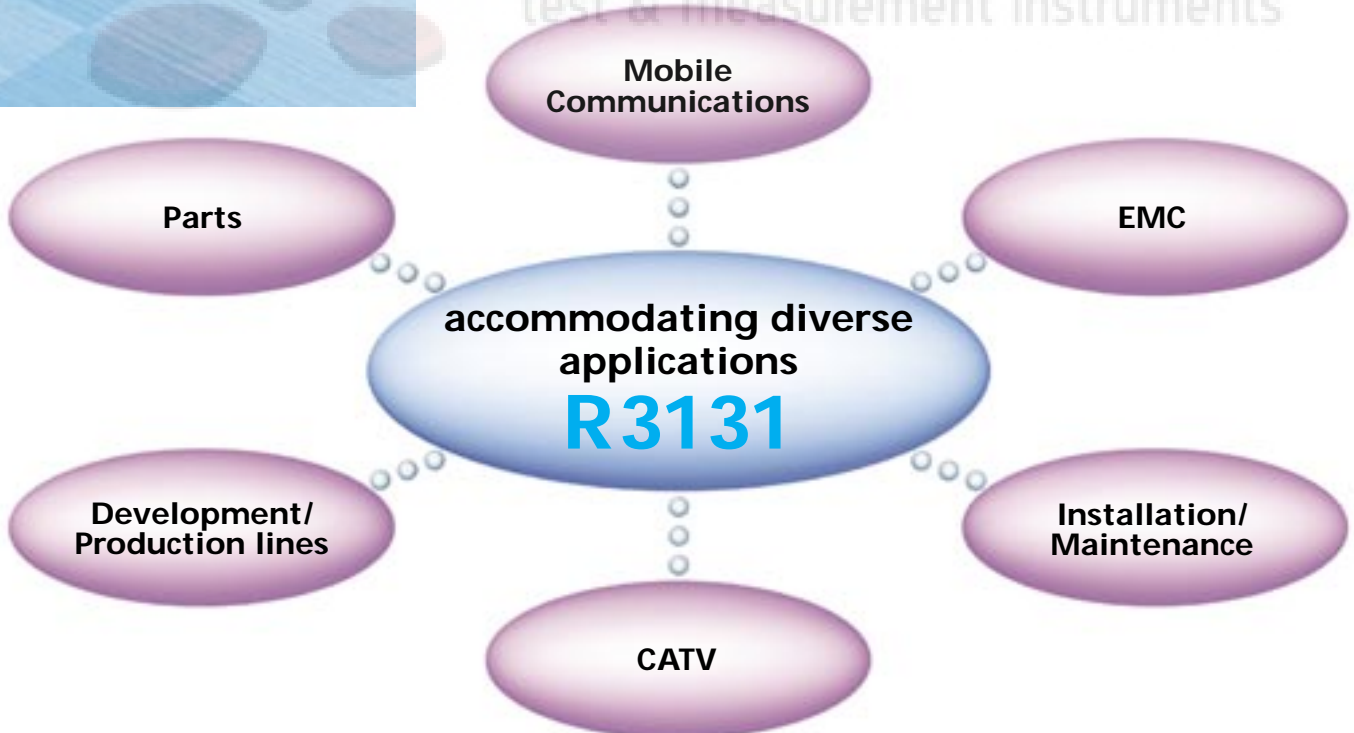 test & measurement instruments
Mobile
Communications
Parts
EMC
accommodating diverse
applications
R3131
Development/
Production lines
Installation/
Maintenance
CATV